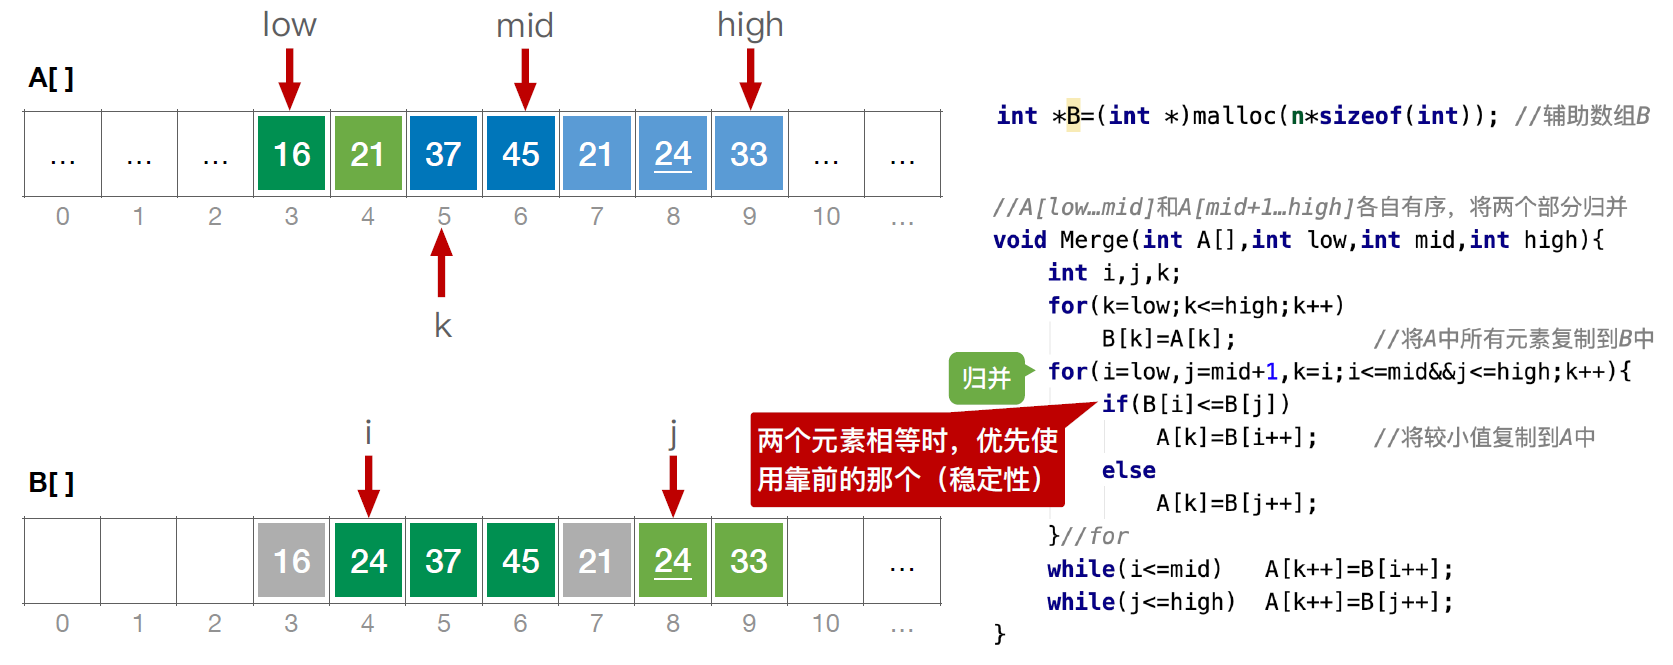 low mid high
A[ ]
... ... ... 16 21 37 45 21 24 33 ... ...
0 1 2 3 4 5 6 7 8 9 10 ...
k
i j
B[ ]
16 24 37 45 21 24 33 ...
0 1 2 3 4 5 6 7 8 9 10 ...
int *B=(int *)malloc(n*sizeof(int)); //辅助数组B
//A[low…mid]和A[mid+1…high]各自有序，将两个部分归并
void Merge(int A[],int low,int mid,int high){
int i,j,k;
for(k=low;k<=high;k++)
B[k]=A[k]; //将A中所有元素复制到B中
归并
for(i=low,j=mid+1,k=i;i<=mid&&j<=high;k++){
if(B[i]<=B[j])
两个元素相等时，优先使
用靠前的那个（稳定性）
A[k]=B[i++]; //将较小值复制到A中
else
A[k]=B[j++];
}//for
while(i<=mid) A[k++]=B[i++];
while(j<=high) A[k++]=B[j++];
}